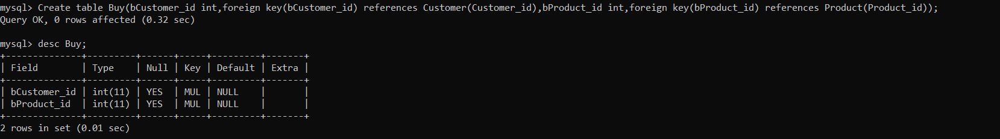 mysql> Create table Buy(bCustomer_id int,foreign key(bCustomer_id) references Customer(Customer_id),bProduct_id int,foreign key(bProduct_id) references Product(Product_id));
Query OK, 0 rows affected (0.32 sec)

mysql> desc Buy;
+--------------+---------+------+-----+---------+-------+
| Field        | Type    | Null | Key | Default | Extra |
+--------------+---------+------+-----+---------+-------+
| bCustomer_id | int(11) | YES  | MUL | NULL    |       |
| bProduct_id  | int(11) | YES  | MUL | NULL    |       |
+--------------+---------+------+-----+---------+-------+
2 rows in set (0.01 sec)